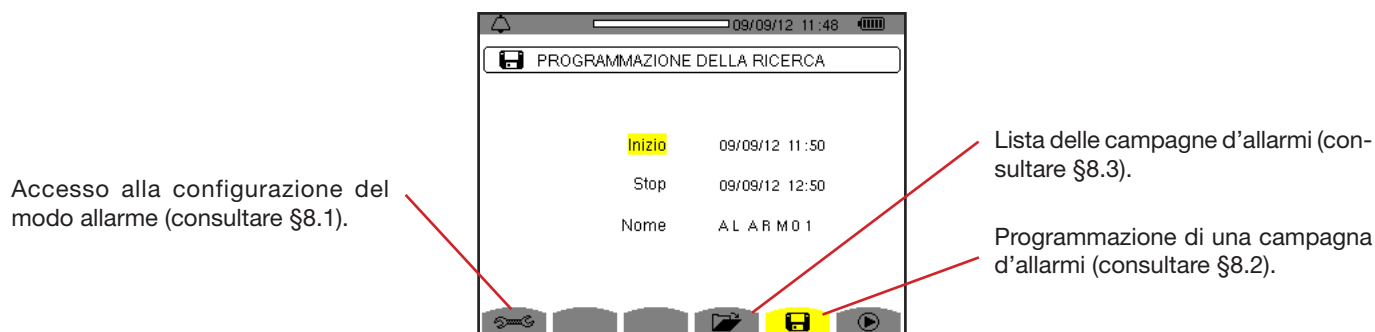 09/09/12 11:48
PROGRAMMAZIONE DELLA RICERCA
Inizio 09/09/12 11:50
Stop 09/09/12 12:50
Nome ALARM01
Accesso alla configurazione del
modo allarme (consultare §8.1).
Lista delle campagne d'allarmi (con-
sultare §8.3).
Programmazione di una campagna
d'allarmi (consultare §8.2).